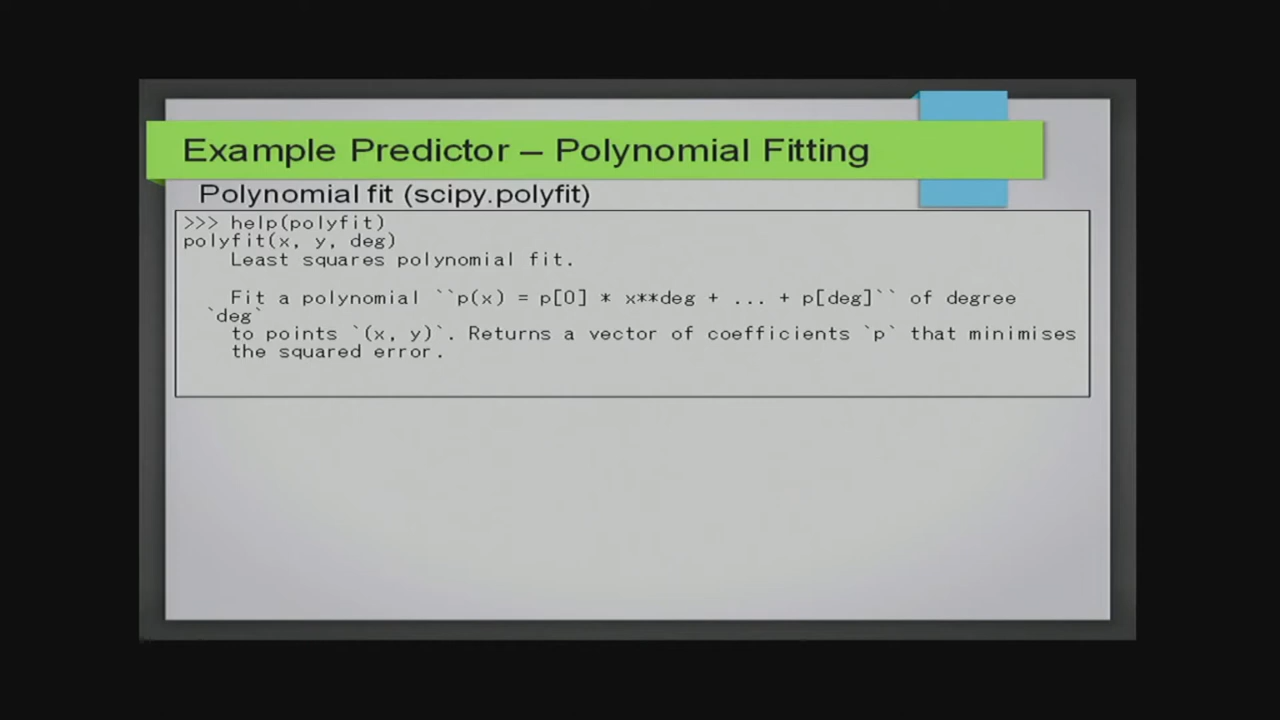 Example Predictor – Polynomial Fitting
Polynomial fit (scipy.polyfit)
>>> help(polyfit)
polyfit(x, y, deg)
Least squares polynomial fit.
Fit a polynomial ``p(x) = p[0] * x**deg + ... + p[deg]`` of degree
`deg`
to points `(x, y)`. Returns a vector of coefficients `p` that minimises
the squared error.